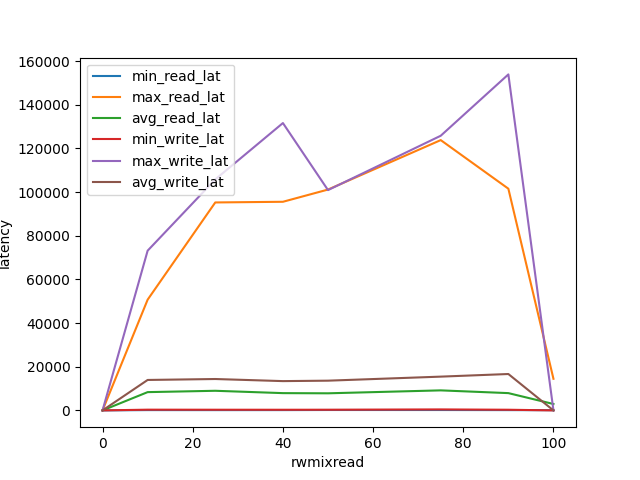 160000
140000
120000
100000
80000
60000
40000
20000
0
latency
min_read_lat
max_read_lat
avg_read_lat
min_write_lat
max_write_lat
avg_write_lat
0 20 40 60 80 100
rwmixread